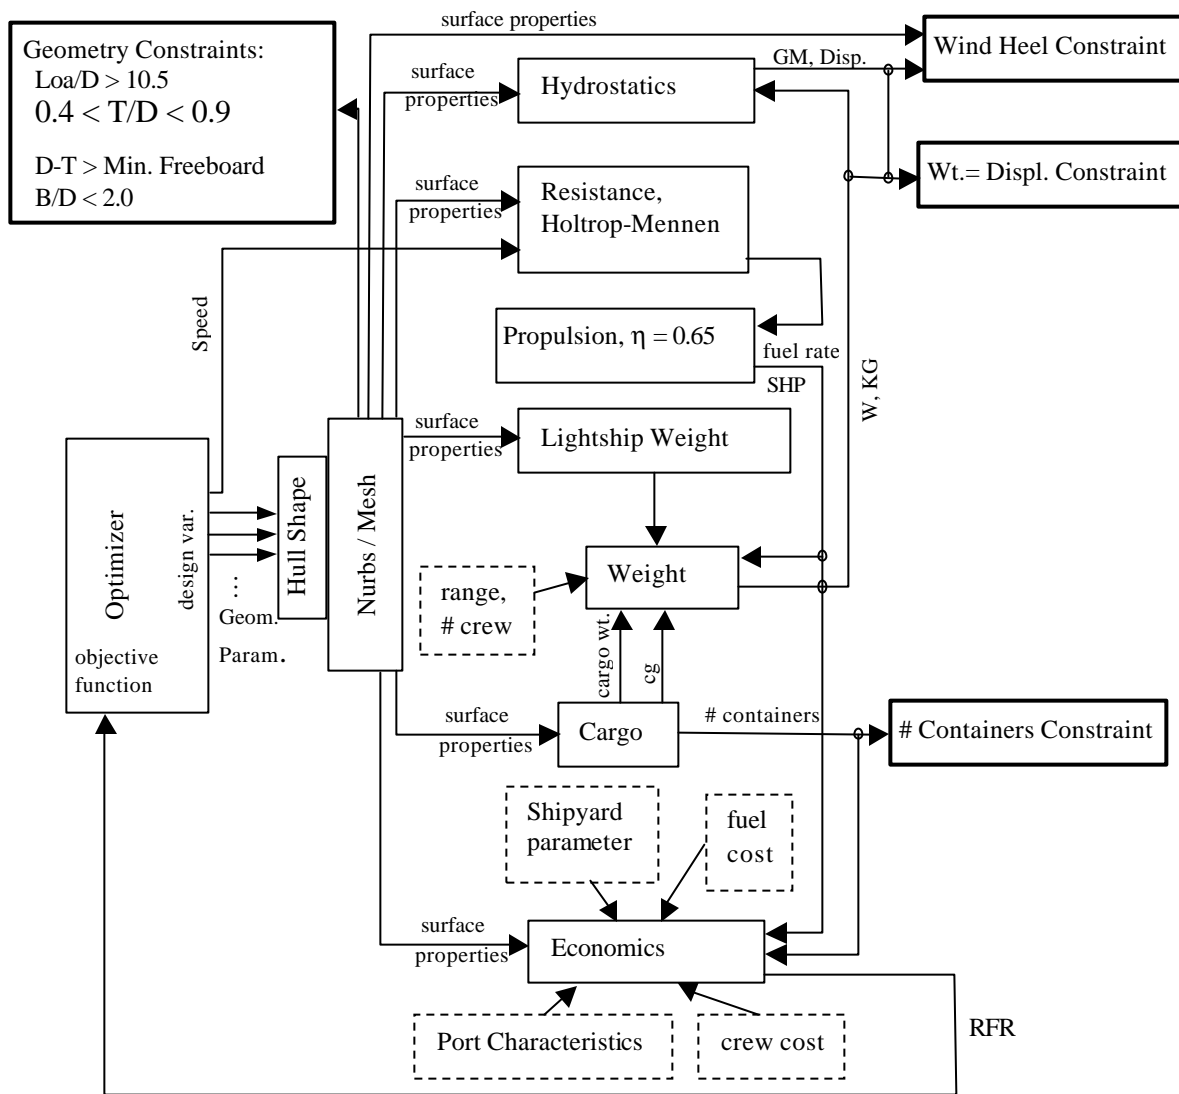 surface properties
Geometry Constraints:
Loa/D > 10.5
0.4 < T/D < 0.9
D-T > Min. Freeboard
B/D < 2.0
Wind Heel Constraint
GM, Disp.
surface
properties
Hydrostatics
Wt.= Displ. Constraint
surface
properties
Resistance,
Holtrop-Mennen
Speed
Propulsion, η = 0.65
fuel rate
SHP
W, KG
surface
properties
Lightship Weight
Optimizer
design var.
objective
function
...
Geom.
Param.
Hull Shape
Nurbs / Mesh
Weight
range,
# crew
cargo wt.
cg
surface
properties
Cargo
# containers
# Containers Constraint
Shipyard
parameter
fuel
cost
surface
properties
Economics
Port Characteristics
crew cost
RFR